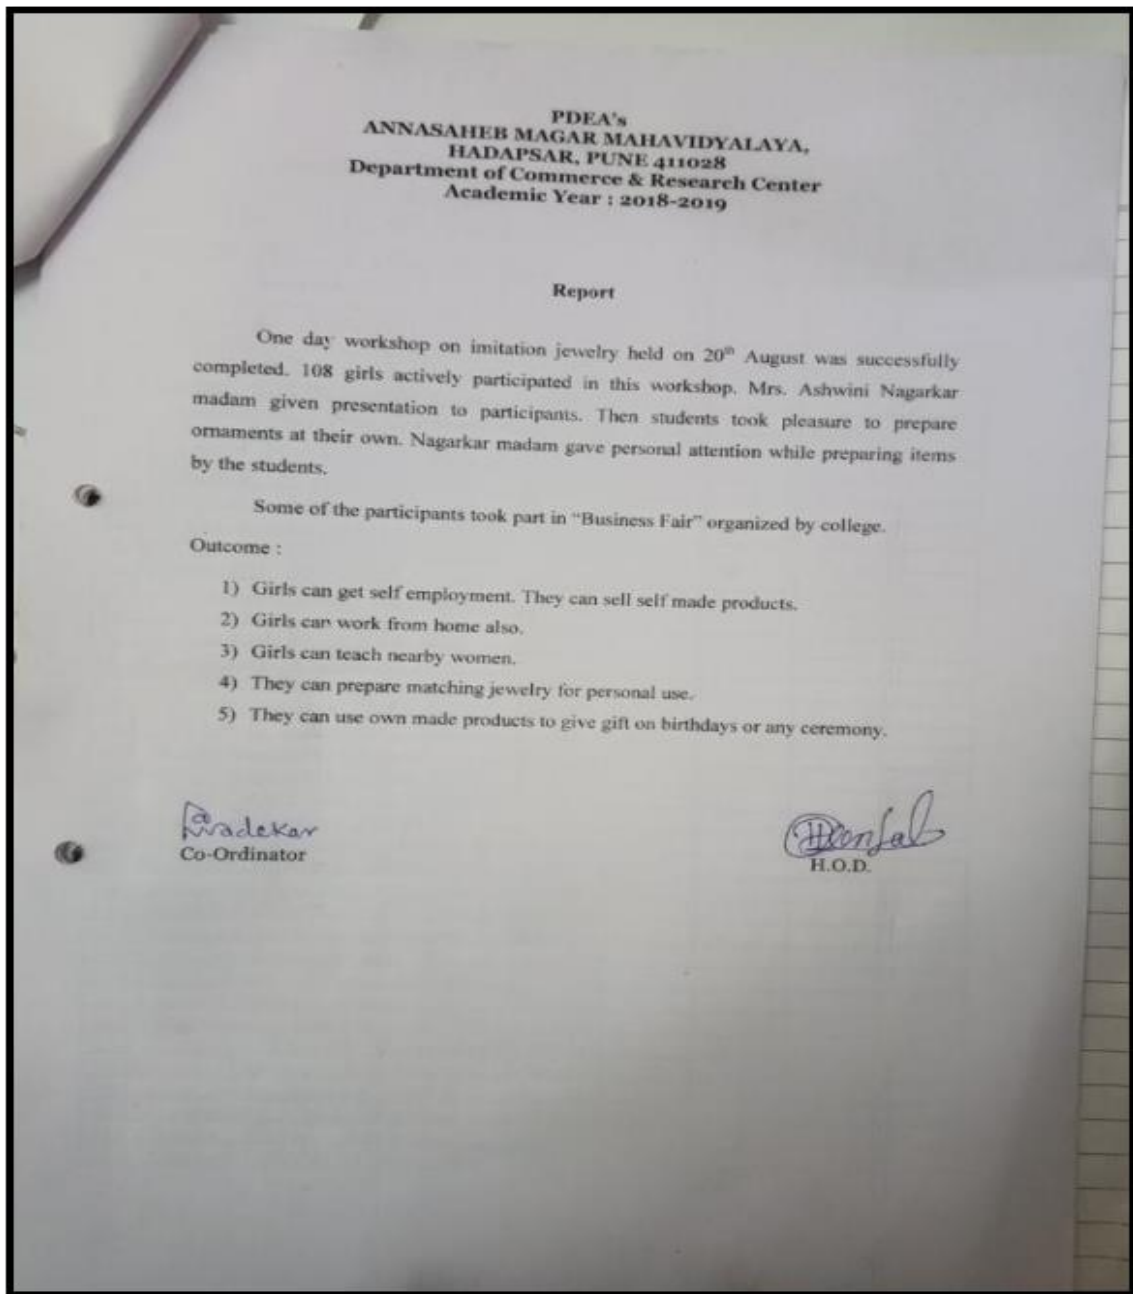 PDEA's
ANNASAHEB MAGAR MAHAVIDYALAYA,
HADAPSAR, PUNE 411028
Department of Commerce & Research Center
Academic Year : 2018-2019
Report
One day workshop on imitation jewelry held on 20th August was successfully
completed. 108 girls actively participated in this workshop. Mrs. Ashwini Nagarkar
madam given presentation to participants. Then students took pleasure to prepare
ornaments at their own. Nagarkar madam gave personal attention while preparing items
by the students.
Some of the participants took part in “Business Fair” organized by college.
Outcome :
1) Girls can get self employment. They can sell self made products.
2) Girls can work from home also.
3) Girls can teach nearby women.
4) They can prepare matching jewelry for personal use.
5) They can use own made products to give gift on birthdays or any ceremony.
Co-Ordinator
H.O.D.